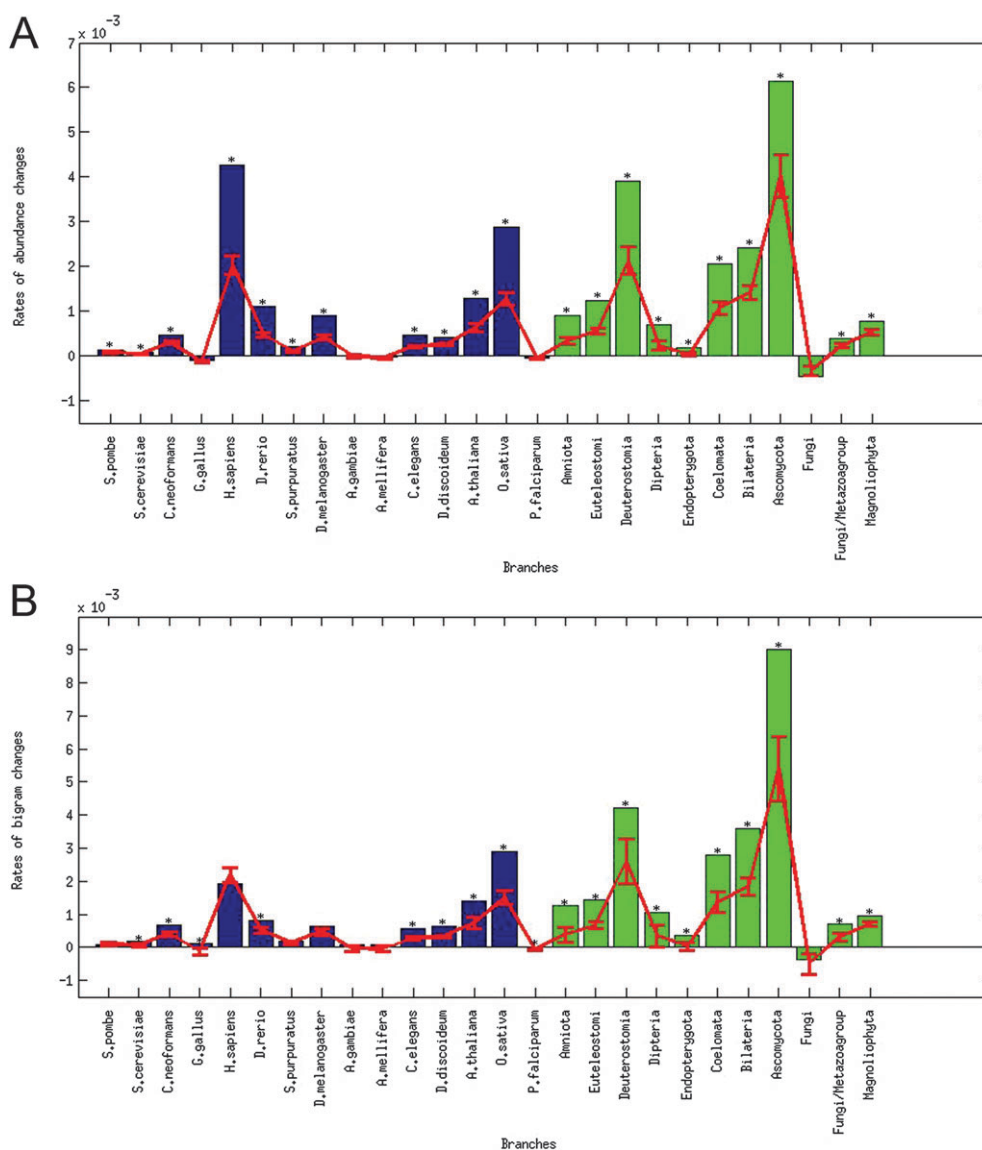 A
× 10⁻³
7
6
5
4
3
2
1
0
−1
Rates of abundance changes
* * * * * * * * * * * * * * * * * * * * *
S.pombe
S.cerevisiae
C.neoformans
G.gallus
H.sapiens
D.rerio
S.purpuratus
D.melanogaster
A.gambiae
A.mellifera
C.elegans
D.discoideum
A.thaliana
O.sativa
P.falciparum
Amniota
Euteleostomi
Deuterostomia
Dipteria
Endopterygota
Coelomata
Bilateria
Ascomycota
Fungi
Fungi/Metazoagroup
Magnoliophyta
Branches
B
× 10⁻³
9
8
7
6
5
4
3
2
1
0
−1
Rates of bigram changes
* * * * * * * * * * * * * * * * * * *
S.pombe
S.cerevisiae
C.neoformans
G.gallus
H.sapiens
D.rerio
S.purpuratus
D.melanogaster
A.gambiae
A.mellifera
C.elegans
D.discoideum
A.thaliana
O.sativa
P.falciparum
Amniota
Euteleostomi
Deuterostomia
Dipteria
Endopterygota
Coelomata
Bilateria
Ascomycota
Fungi
Fungi/Metazoagroup
Magnoliophyta
Branches